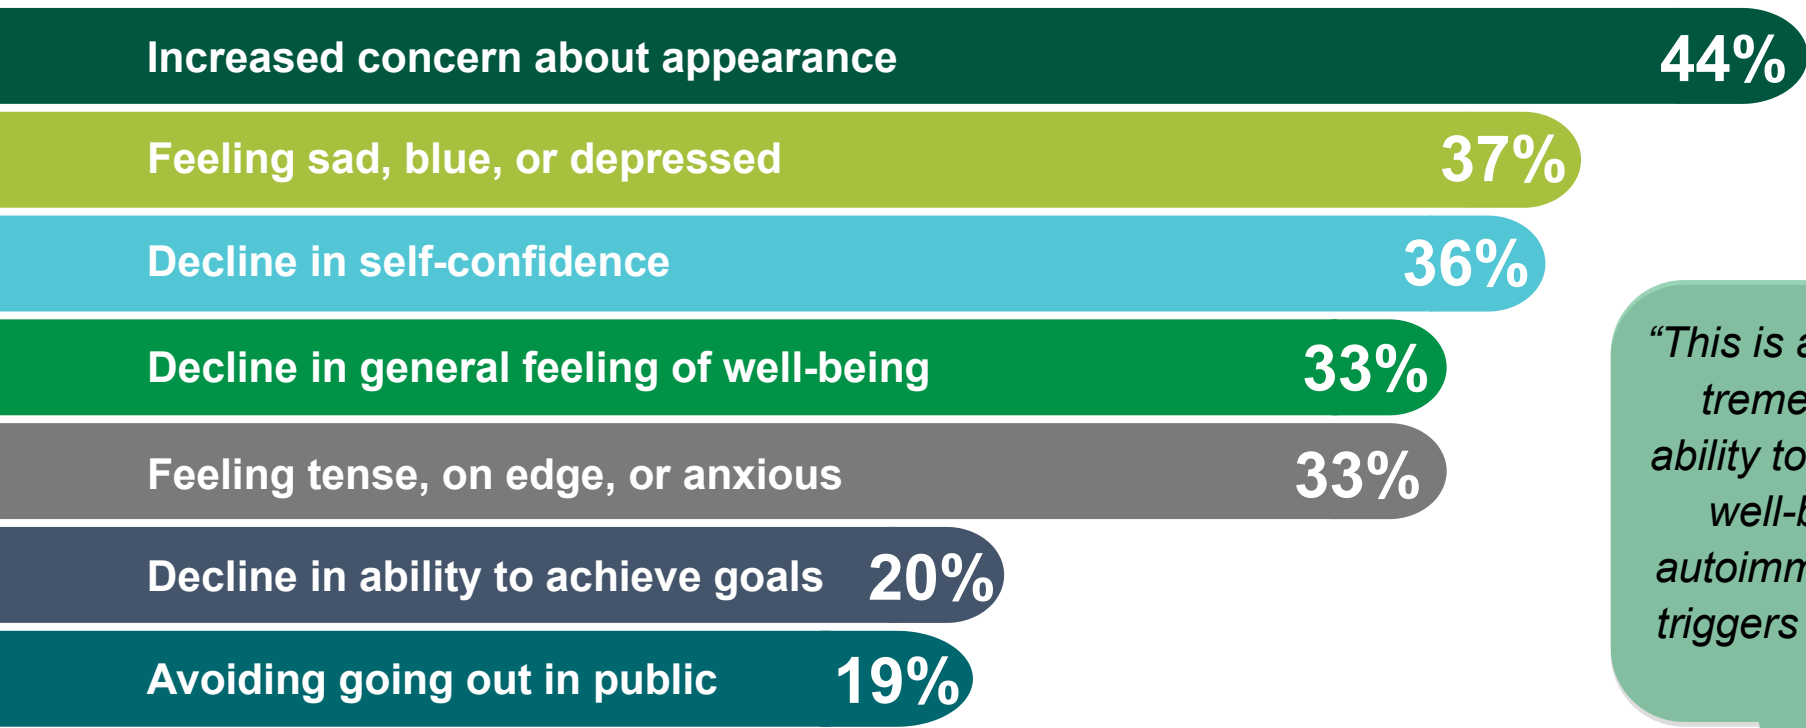 Increased concern about appearance 44%
Feeling sad, blue, or depressed 37%
Decline in self-confidence 36%
Decline in general feeling of well-being 33%
Feeling tense, on edge, or anxious 33%
Decline in ability to achieve goals 20%
Avoiding going out in public 19%
“This is
ability to
triggers